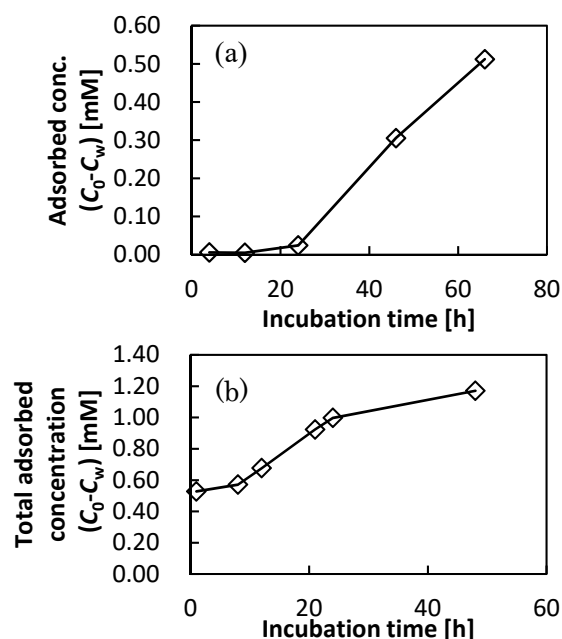 (a)
Adsorbed conc.
(C₀-Cw) [mM]
0.60
0.50
0.40
0.30
0.20
0.10
0.00
0
20
40
60
80
Incubation time [h]
(b)
Total adsorbed
concentration
(C₀-Cw) [mM]
1.40
1.20
1.00
0.80
0.60
0.40
0.20
0.00
0
20
40
60
Incubation time [h]